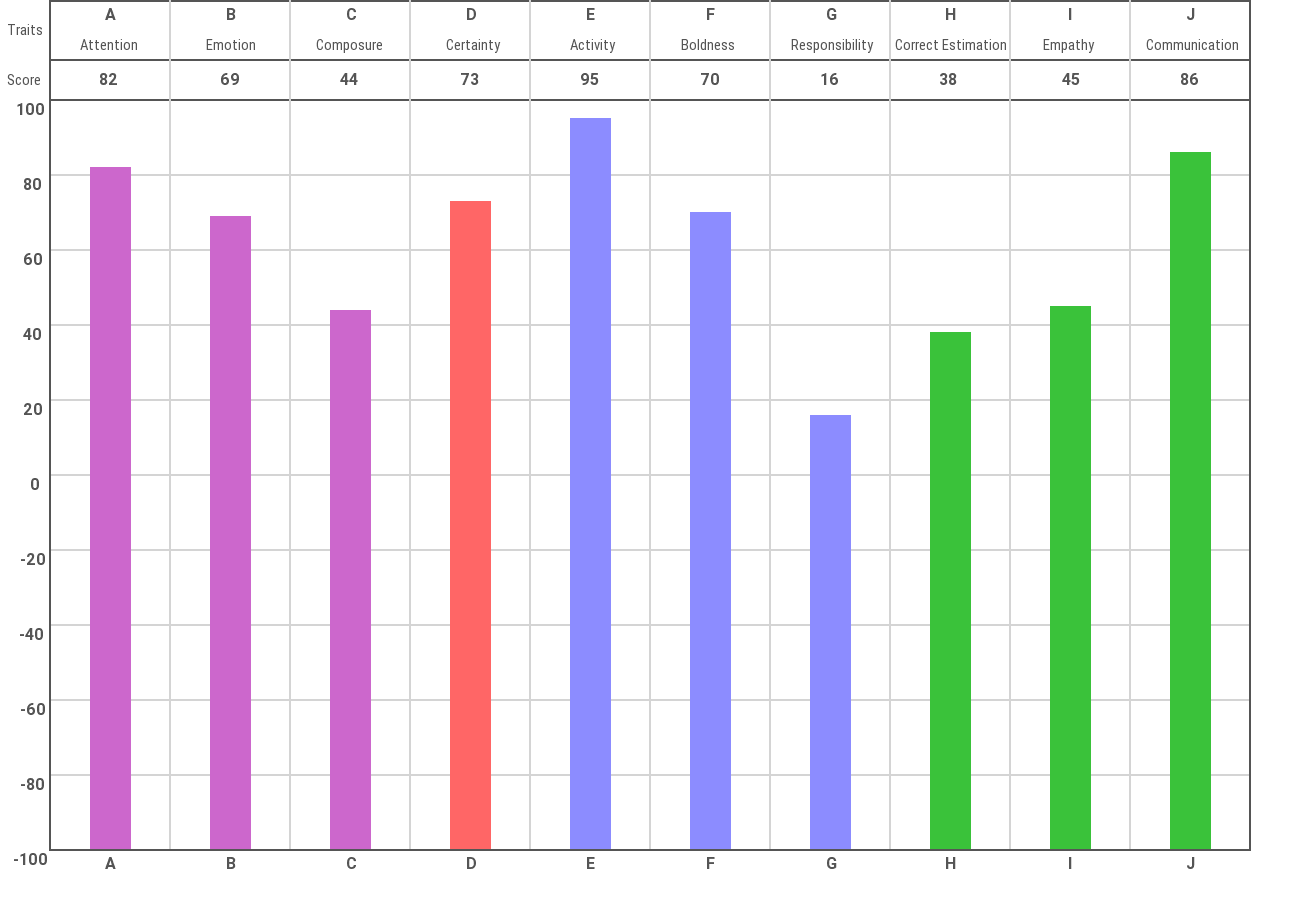 Traits
A B C D E F G H I J
Attention Emotion Composure Certainty Activity Boldness Responsibility Correct Estimation Empathy Communication
Score 82 69 44 73 95 70 16 38 45 86
100
80
60
40
20
0
-20
-40
-60
-80
-100
A B C D E F G H I J